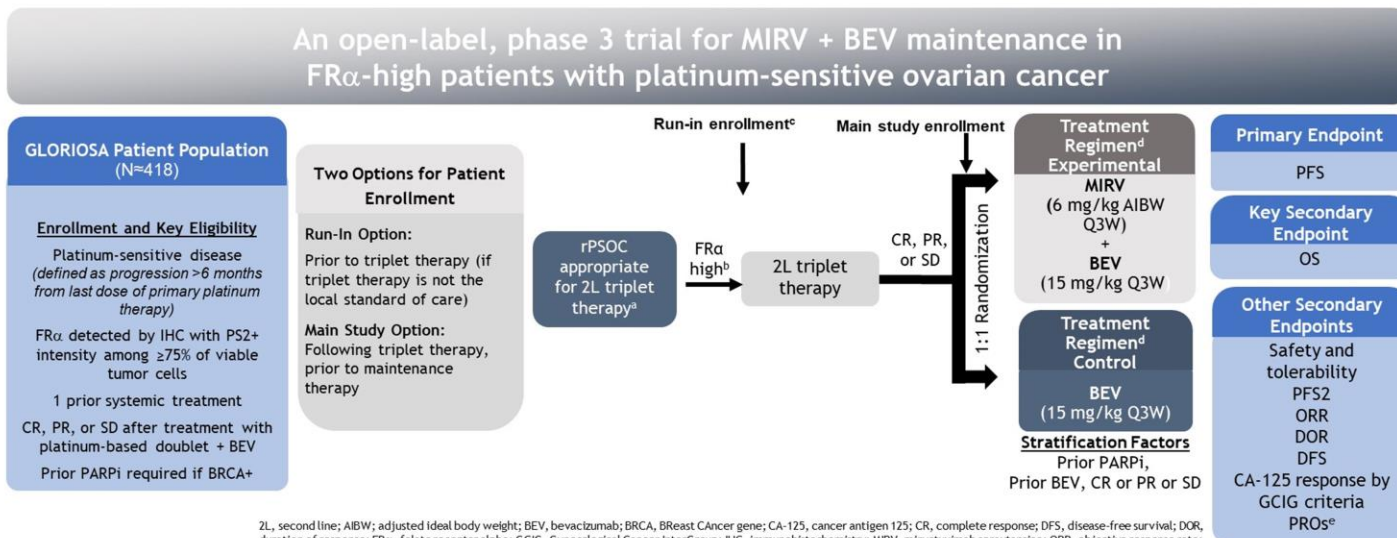 An open-label, phase 3 trial for MIRV + BEV maintenance in
FRα-high patients with platinum-sensitive ovarian cancer
GLORIOSA Patient Population
(N≈418)
Enrollment and Key Eligibility
Platinum-sensitive disease
(defined as progression >6 months
from last dose of primary platinum
therapy)
FRα detected by IHC with PS2+
intensity among ≥75% of viable
tumor cells
1 prior systemic treatment
CR, PR, or SD after treatment with
platinum-based doublet + BEV
Prior PARPi required if BRCA+
Two Options for Patient
Enrollment
Run-In Option:
Prior to triplet therapy (if
triplet therapy is not the
local standard of care)
Main Study Option:
Following triplet therapy,
prior to maintenance
therapy
Run-in enrollmentᶜ
Main study enrollment
rPSOC
appropriate
for 2L triplet
therapyᵃ
FRα
highᵇ
2L triplet
therapy
CR, PR,
or SD
1:1 Randomization
Treatment
Regimenᵈ
Experimental
MIRV
(6 mg/kg AIBW
Q3W)
+
BEV
(15 mg/kg Q3W)
Treatment
Regimenᵈ
Control
BEV
(15 mg/kg Q3W)
Stratification Factors
Prior PARPi,
Prior BEV, CR or PR or SD
Primary Endpoint
PFS
Key Secondary
Endpoint
OS
Other Secondary
Endpoints
Safety and
tolerability
PFS2
ORR
DOR
DFS
CA-125 response by
GCIG criteria
PROsᵉ
2L, second line; AIBW; adjusted ideal body weight; BEV, bevacizumab; BRCA, BReast CAncer gene; CA-125, cancer antigen 125; CR, complete response; DFS, disease-free survival; DOR,